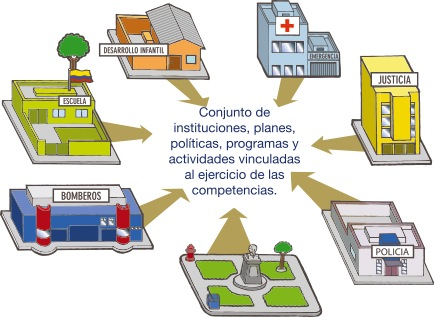 DESARROLLO INFANTIL
EMERGENCIA
ESCUELA
JUSTICIA
Conjunto de
instituciones, planes,
políticas, programas y
actividades vinculadas
al ejercicio de las
competencias.
BOMBEROS
POLICIA